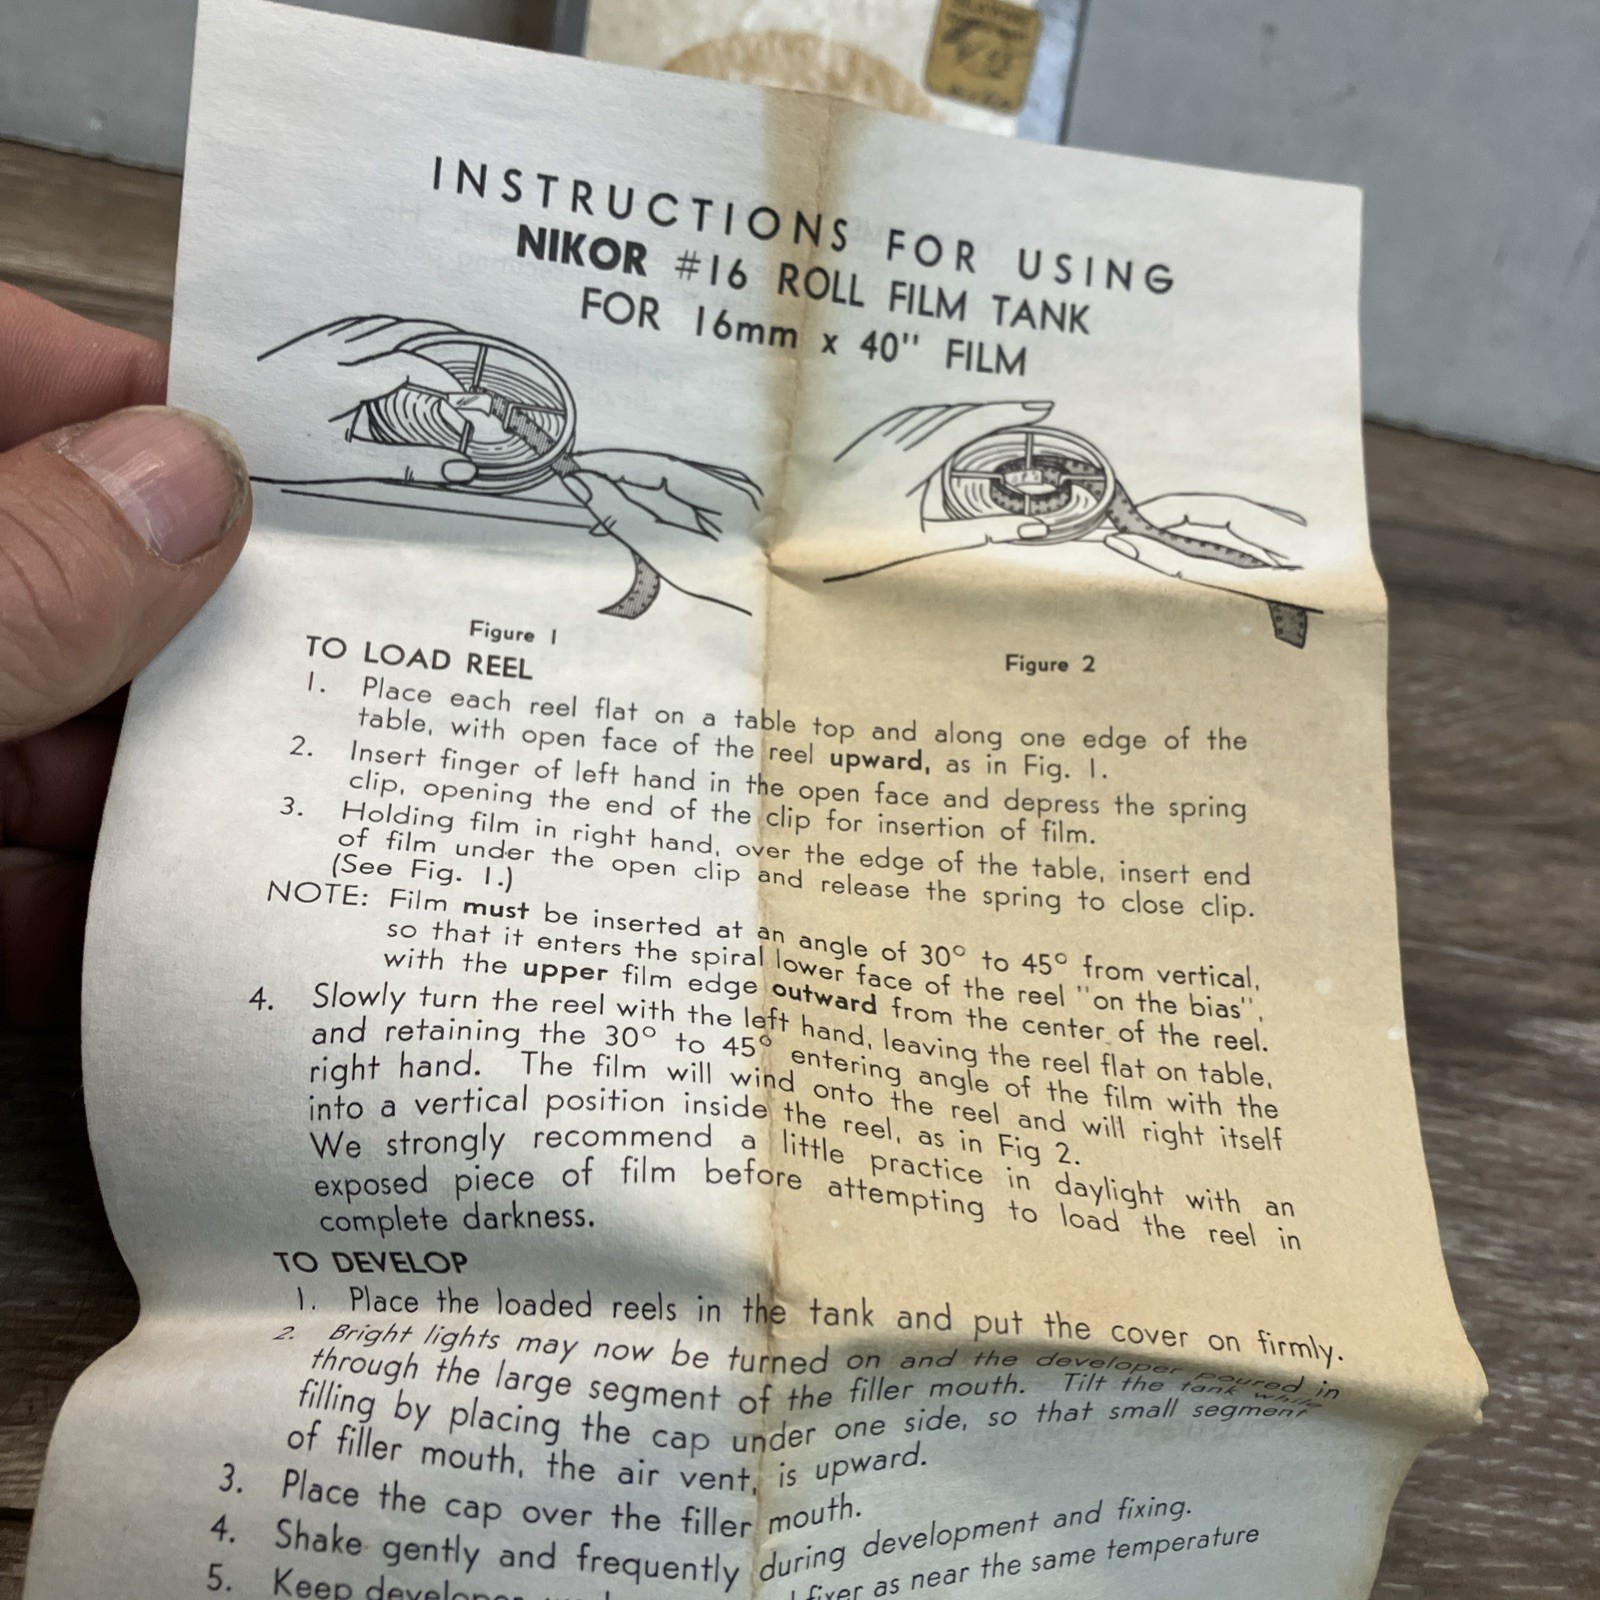 INSTRUCTIONS FOR USING
NIKOR #16 ROLL FILM TANK
FOR 16mm x 40" FILM
Figure 1
Figure 2
TO LOAD REEL
1. Place each reel flat on a table top and along one edge of the
table, with open face of the reel upward, as in Fig. 1.
2. Insert finger of left hand in the open face and depress the spring
clip, opening the end of the clip for insertion of film.
3. Holding film in right hand, over the edge of the table, insert end
of film under the open clip and release the spring to close clip.
(See Fig. 1.)
NOTE: Film must be inserted at an angle of 30° to 45° from vertical,
so that it enters the spiral lower face of the reel "on the bias",
with the upper film edge outward from the center of the reel.
4. Slowly turn the reel with the left hand, leaving the reel flat on table,
and retaining the 30° to 45° entering angle of the film with the
right hand. The film will wind onto the reel and will right itself
into a vertical position inside the reel, as in Fig 2.
We strongly recommend a little practice in daylight with an
exposed piece of film before attempting to load the reel in
complete darkness.
TO DEVELOP
1. Place the loaded reels in the tank and put the cover on firmly.
2. Bright lights may now be turned on and the developer poured in
through the large segment of the filler mouth. Tilt the tank while
filling by placing the cap under one side, so that small segment
of filler mouth, the air vent, is upward.
3. Place the cap over the filler mouth.
4. Shake gently and frequently during development and fixing.
5. Keep developer fixer as near the same temperature